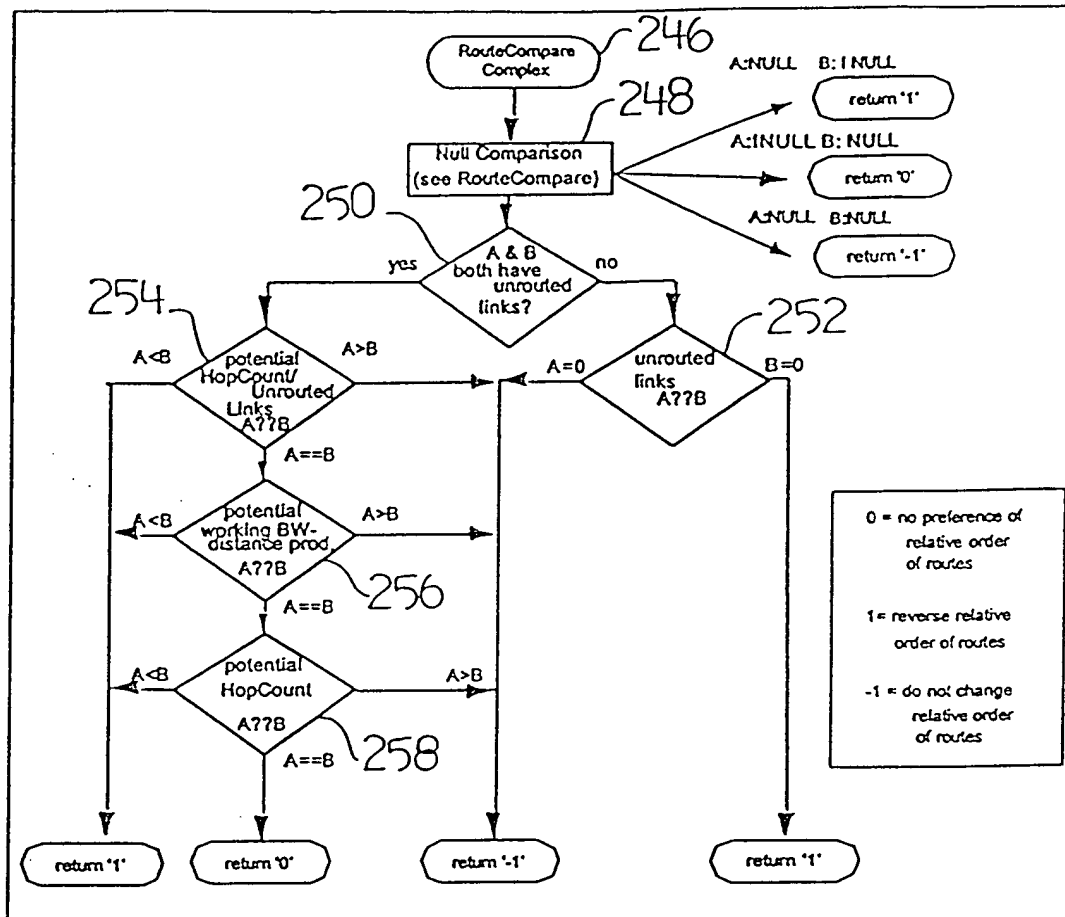 RouteCompare
Complex
246
A:NULL B:!NULL
return "1"
248
Null Comparison
(see RouteCompare)
A:!NULL B:NULL
return "0"
A:NULL B:NULL
return "-1"
250
A & B
both have
unrouted
links?
yes
no
254
potential
HopCount/
Unrouted
Links
A??B
A<B
A>B
A==B
252
unrouted
links
A??B
A=0
B=0
potential
working BW-
distance prod.
A??B
A<B
A>B
256
A==B
potential
HopCount
A??B
A<B
A>B
258
A==B
0 = no preference of
relative order
of routes
1 = reverse relative
order of routes
-1 = do not change
relative order
of routes
return "1"
return "0"
return "-1"
return "1"